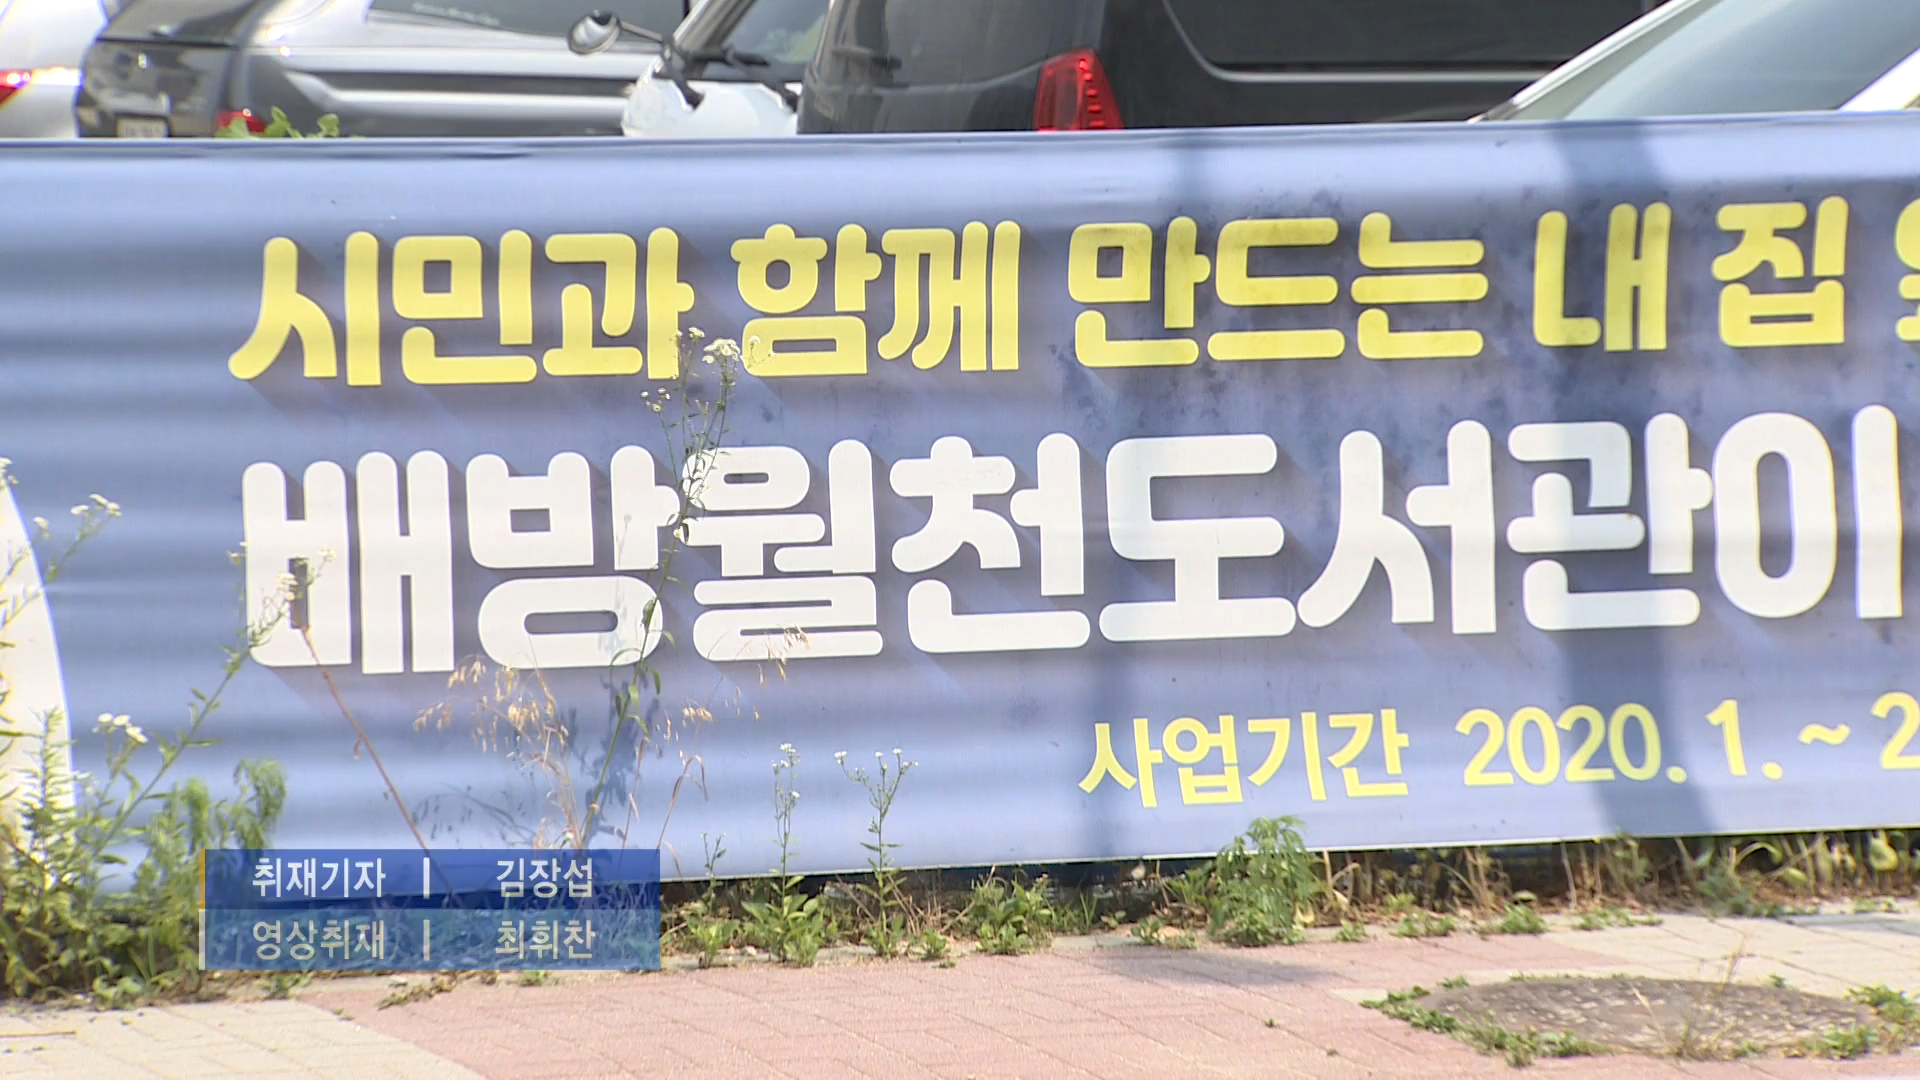 시민과 함께 만드는 내 집
배방월천도서관이
사업기간 2020. 1. ~ 2
취재기자 | 김장섭
영상취재 | 최휘찬